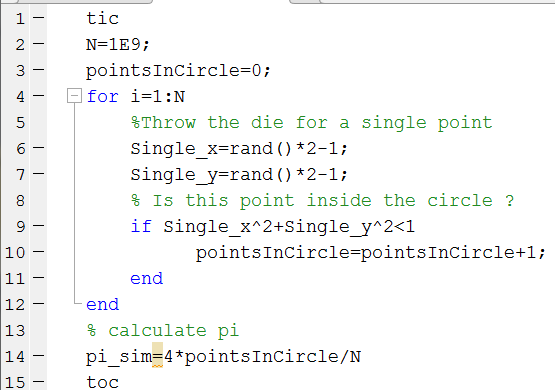 1 – tic
2 – N=1E9;
3 – pointsInCircle=0;
4 – for i=1:N
5 %Throw the die for a single point
6 – Single_x=rand()*2-1;
7 – Single_y=rand()*2-1;
8 % Is this point inside the circle ?
9 – if Single_x^2+Single_y^2<1
10 – pointsInCircle=pointsInCircle+1;
11 – end
12 – end
13 % calculate pi
14 – pi_sim=4*pointsInCircle/N
15 – toc